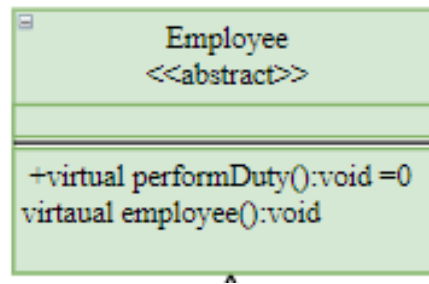 Employee
<<abstract>>
+virtual performDuty():void =0
virtaual employee():void